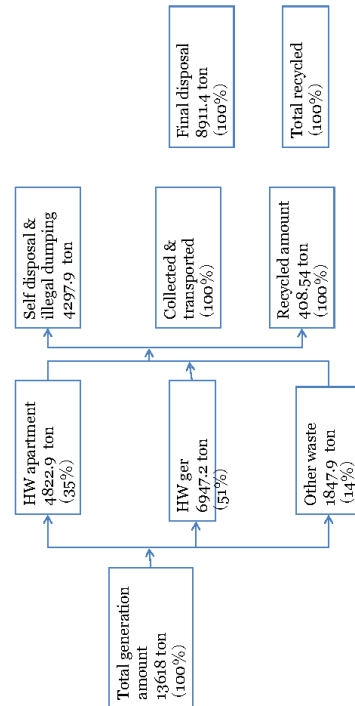 Total generation
amount
13618 ton
(100%)
HW apartment
4822.9 ton
(35%)
HW ger
6947.2 ton
(51%)
Other waste
1847.9 ton
(14%)
Self disposal &
illegal dumping
4297.9 ton
Collected &
transported
(100%)
Recycled amount
408.54 ton
(100%)
Final disposal
8911.4 ton
(100%)
Total recycled
(100%)